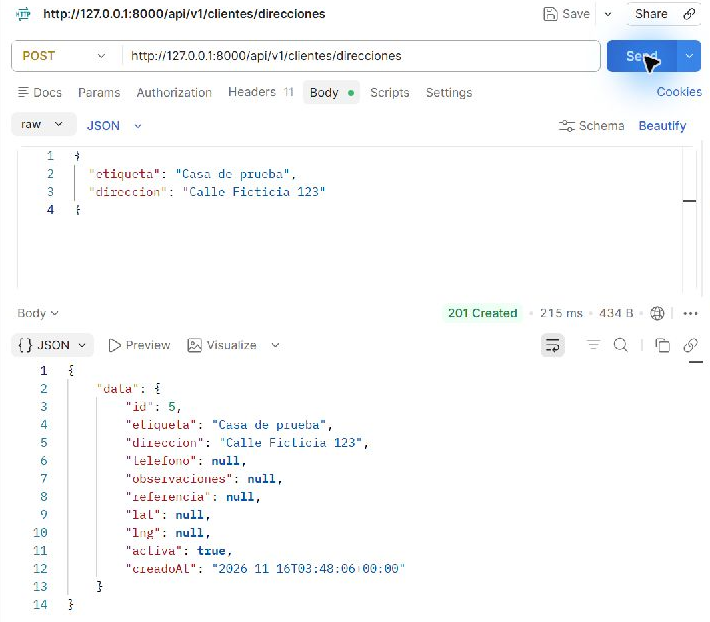 HTTP http://127.0.0.1:8000/api/v1/clientes/direcciones Save Share
POST http://127.0.0.1:8000/api/v1/clientes/direcciones Send
Docs Params Authorization Headers 11 Body Scripts Settings Cookies
raw JSON Schema Beautify
1 {
2 "etiqueta": "Casa de prueba",
3 "direccion": "Calle Ficticia 123"
4 {
Body 201 Created • 215 ms • 434 B •
{} JSON Preview Visualize
1 {
2 "data": {
3 "id": 5,
4 "etiqueta": "Casa de prueba",
5 "direccion": "Calle Ficticia 123",
6 "telefono": null,
7 "observaciones": null,
8 "referencia": null,
9 "lat": null,
10 "lng": null,
11 "activa": true,
12 "creadoAt": "2026-11-16T03:48:06+00:00"
13 }
14 }